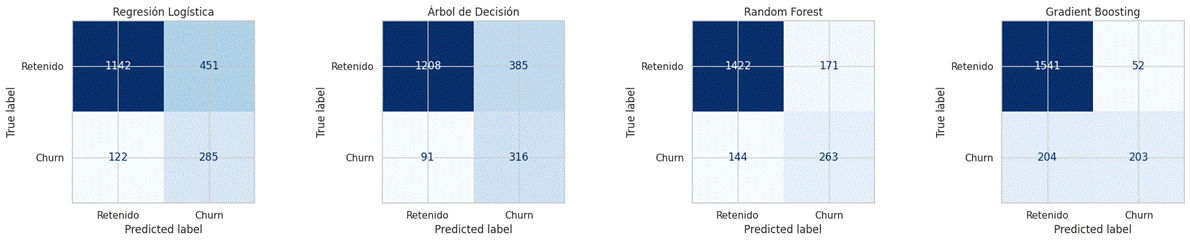 Regresión Logística
Retenido
1142
451
True label
Churn
122
285
Retenido
Churn
Predicted label
Árbol de Decisión
Retenido
1208
385
True label
Churn
91
316
Retenido
Churn
Predicted label
Random Forest
Retenido
1422
171
True label
Churn
144
263
Retenido
Churn
Predicted label
Gradient Boosting
Retenido
1541
52
True label
Churn
204
203
Retenido
Churn
Predicted label